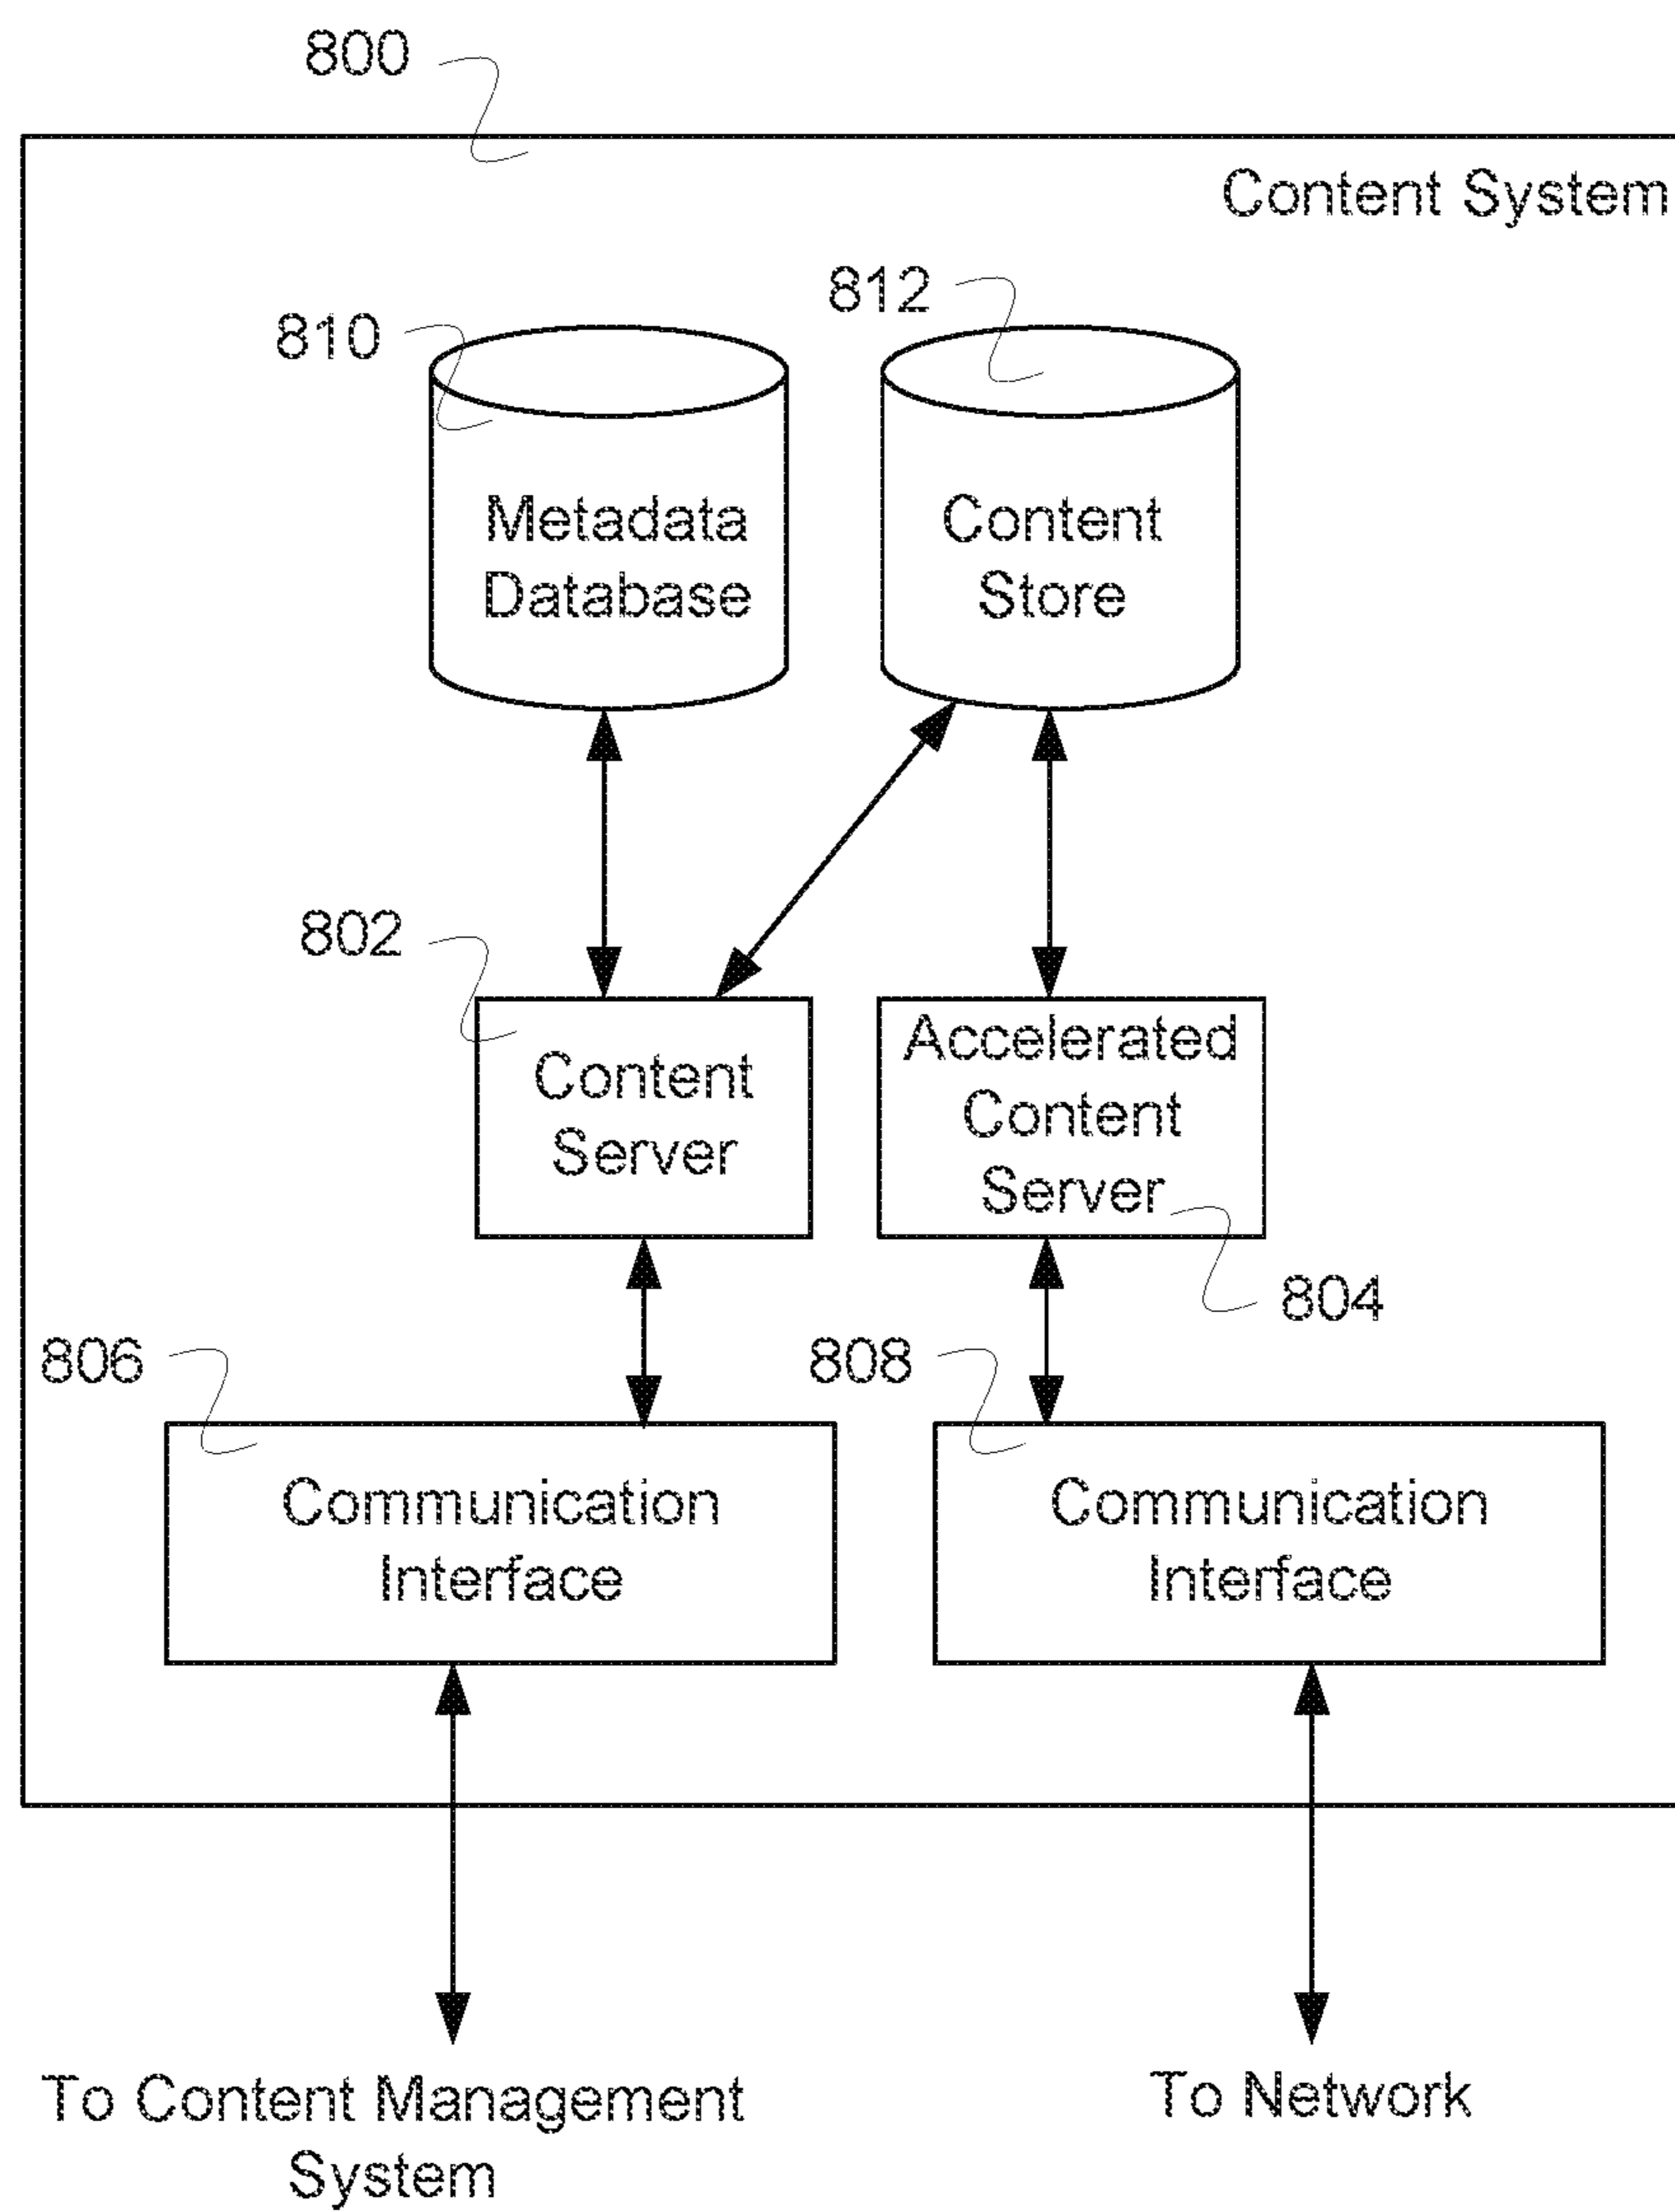 800
Content System
812
810
Metadata
Database
Content
Store
802
Content
Server
Accelerated
Content
Server
804
806
808
Communication
Interface
Communication
Interface
To Content Management
System
To Network